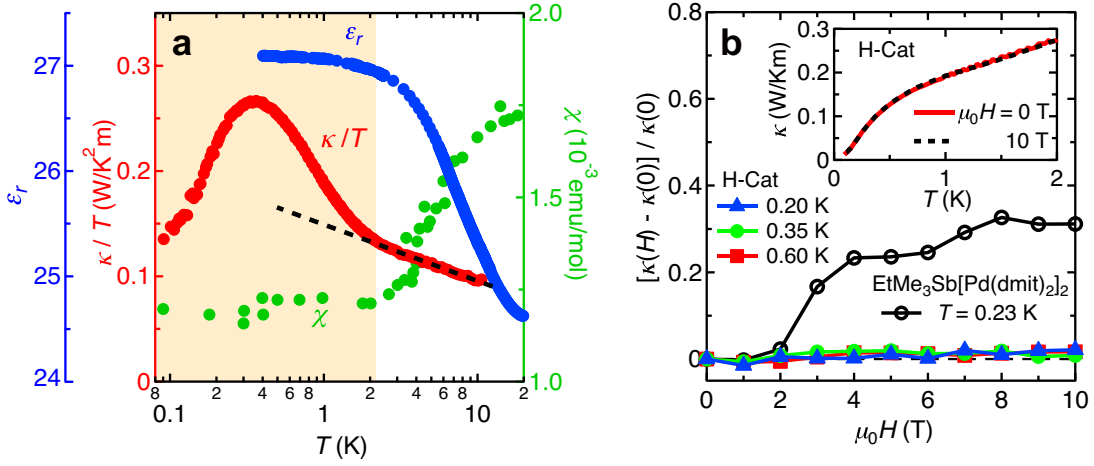 a
27
26
25
24
εr
0.3
0.2
0.1
0
κ / T (W/K2 m)
εr
κ /T
χ
2.0
1.5
1.0
χ (10-3 emu/mol)
8 2 4 6 8 2 4 6 8 2
0.1 1 10
T (K)
b
0.8
0.6
0.4
0.2
0.0
[κ(H) - κ(0)] / κ(0)
H-Cat
0.3
0.2
0.1
0
κ (W/Km)
μ0H = 0 T
10 T
0 1 2
T (K)
H-Cat
0.20 K
0.35 K
0.60 K
EtMe3Sb[Pd(dmit)2]2
T = 0.23 K
0 2 4 6 8 10
μ0H (T)